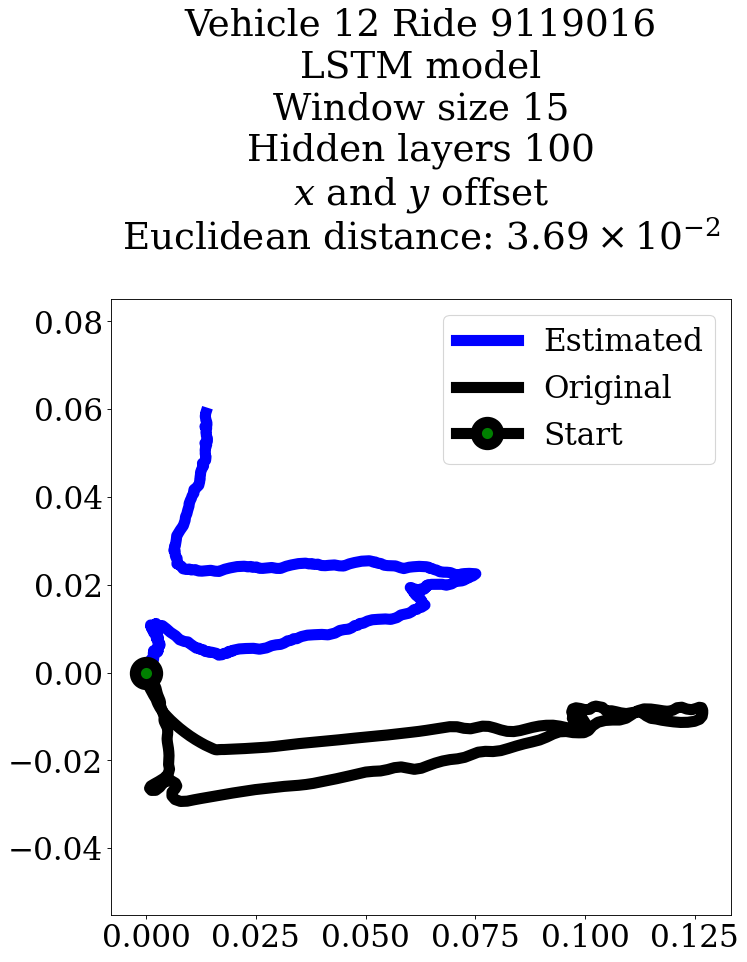 Vehicle 12 Ride 9119016
LSTM model
Window size 15
Hidden layers 100
x and y offset
Euclidean distance: 3.69 × 10⁻²
Estimated
Original
Start
0.08
0.06
0.04
0.02
0.00
−0.02
−0.04
0.000 0.025 0.050 0.075 0.100 0.125